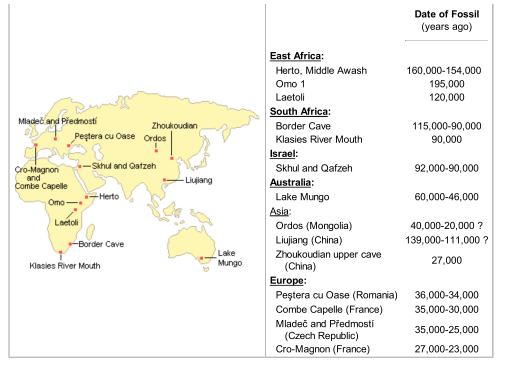 Mladeč and Předmostí
Peştera cu Oase
Zhoukoudian
Ordos
Skhul and Qafzeh
Cro-Magnon
and
Combe Capelle
Liujiang
Herto
Omo
Laetoli
Border Cave
Klasies River Mouth
Lake
Mungo
Date of Fossil
(years ago)
East Africa:
Herto, Middle Awash 160,000-154,000
Omo 1 195,000
Laetoli 120,000
South Africa:
Border Cave 115,000-90,000
Klasies River Mouth 90,000
Israel:
Skhul and Qafzeh 92,000-90,000
Australia:
Lake Mungo 60,000-46,000
Asia:
Ordos (Mongolia) 40,000-20,000 ?
Liujiang (China) 139,000-111,000 ?
Zhoukoudian upper cave
(China) 27,000
Europe:
Peştera cu Oase (Romania) 36,000-34,000
Combe Capelle (France) 35,000-30,000
Mladeč and Předmostí
(Czech Republic) 35,000-25,000
Cro-Magnon (France) 27,000-23,000